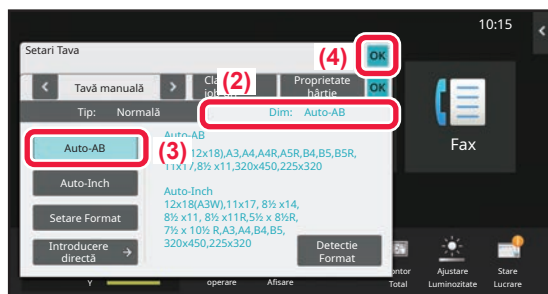 10:15
Setari Tava
(4)
OK
Tavă manuală
(2)
Proprietate
hârtie
OK
Tip: Normală
Dim: Auto-AB
Auto-AB
(3)
Auto-AB
12x18),A3,A4,A4R,A5R,B4,B5,B5R,
11x17,8½ x11,320x450,225x320
Auto-Inch
Auto-Inch
12x18(A3W),11x17, 8½ x14,
8½ x11, 8½ x11R,5½ x 8½R,
7½ x 10½ R,A3,A4,B4,B5,
320x450,225x320
Setare Format
Introducere
directă
Detectie
Format
Fax
Y
operare
Afisare
Total
Ajustare
Luminozitate
Stare
Lucrare